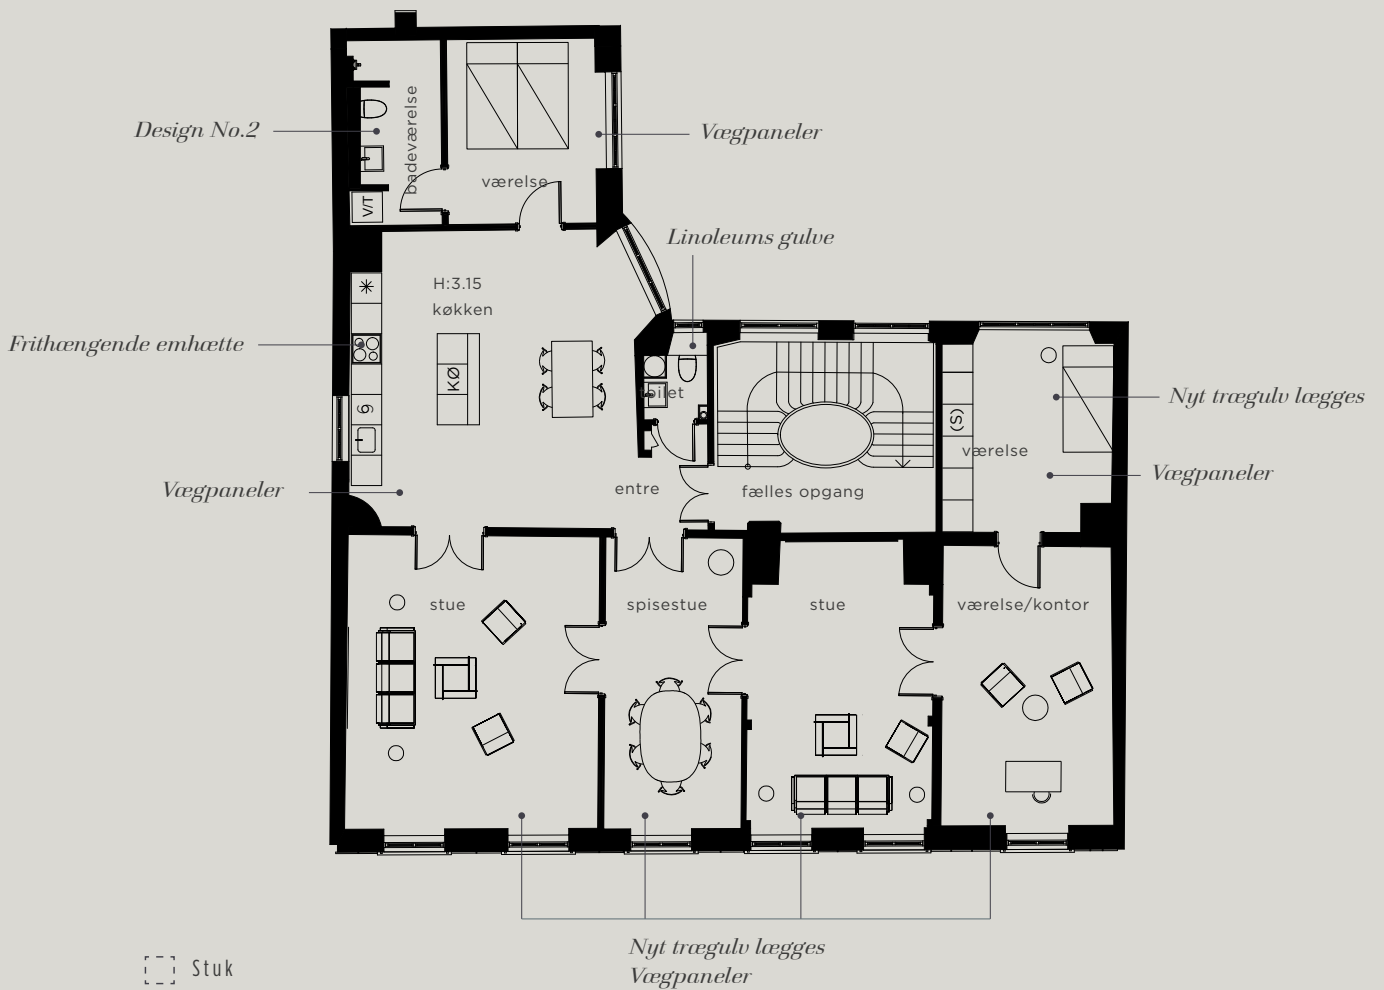 Design No.2
badeværelse
V/T
værelse
Vægpaneler
Linoleums gulve
H:3.15
køkken
Frithængende emhætte
KØ
toilet
(S)
værelse
Nyt trægulv lægges
Vægpaneler
Vægpaneler
entre
fælles opgang
stue
spisestue
stue
værelse/kontor
Nyt trægulv lægges
Vægpaneler
Stuk